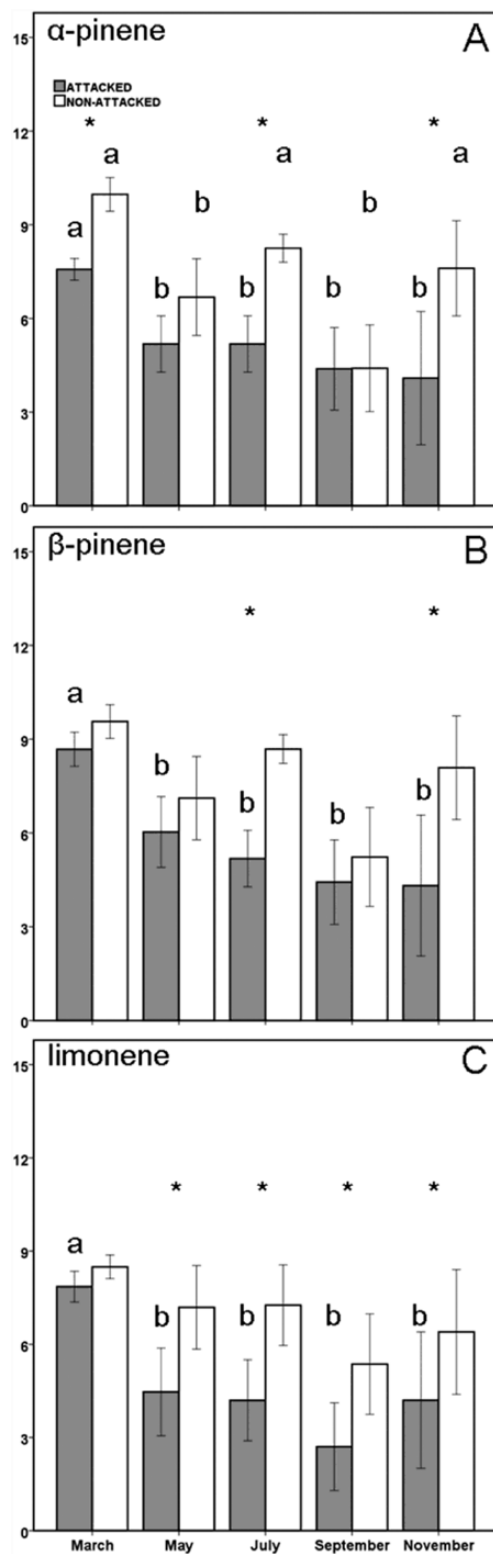 α-pinene A
15
ATTACKED
NON-ATTACKED
12
* * *
a b a b a
9
a b b b b
6
3
0
β-pinene B
15
* *
12
9
a b b b b
6
3
0
limonene C
15
12
* * * *
9
a b b b b
6
3
0
March May July September November